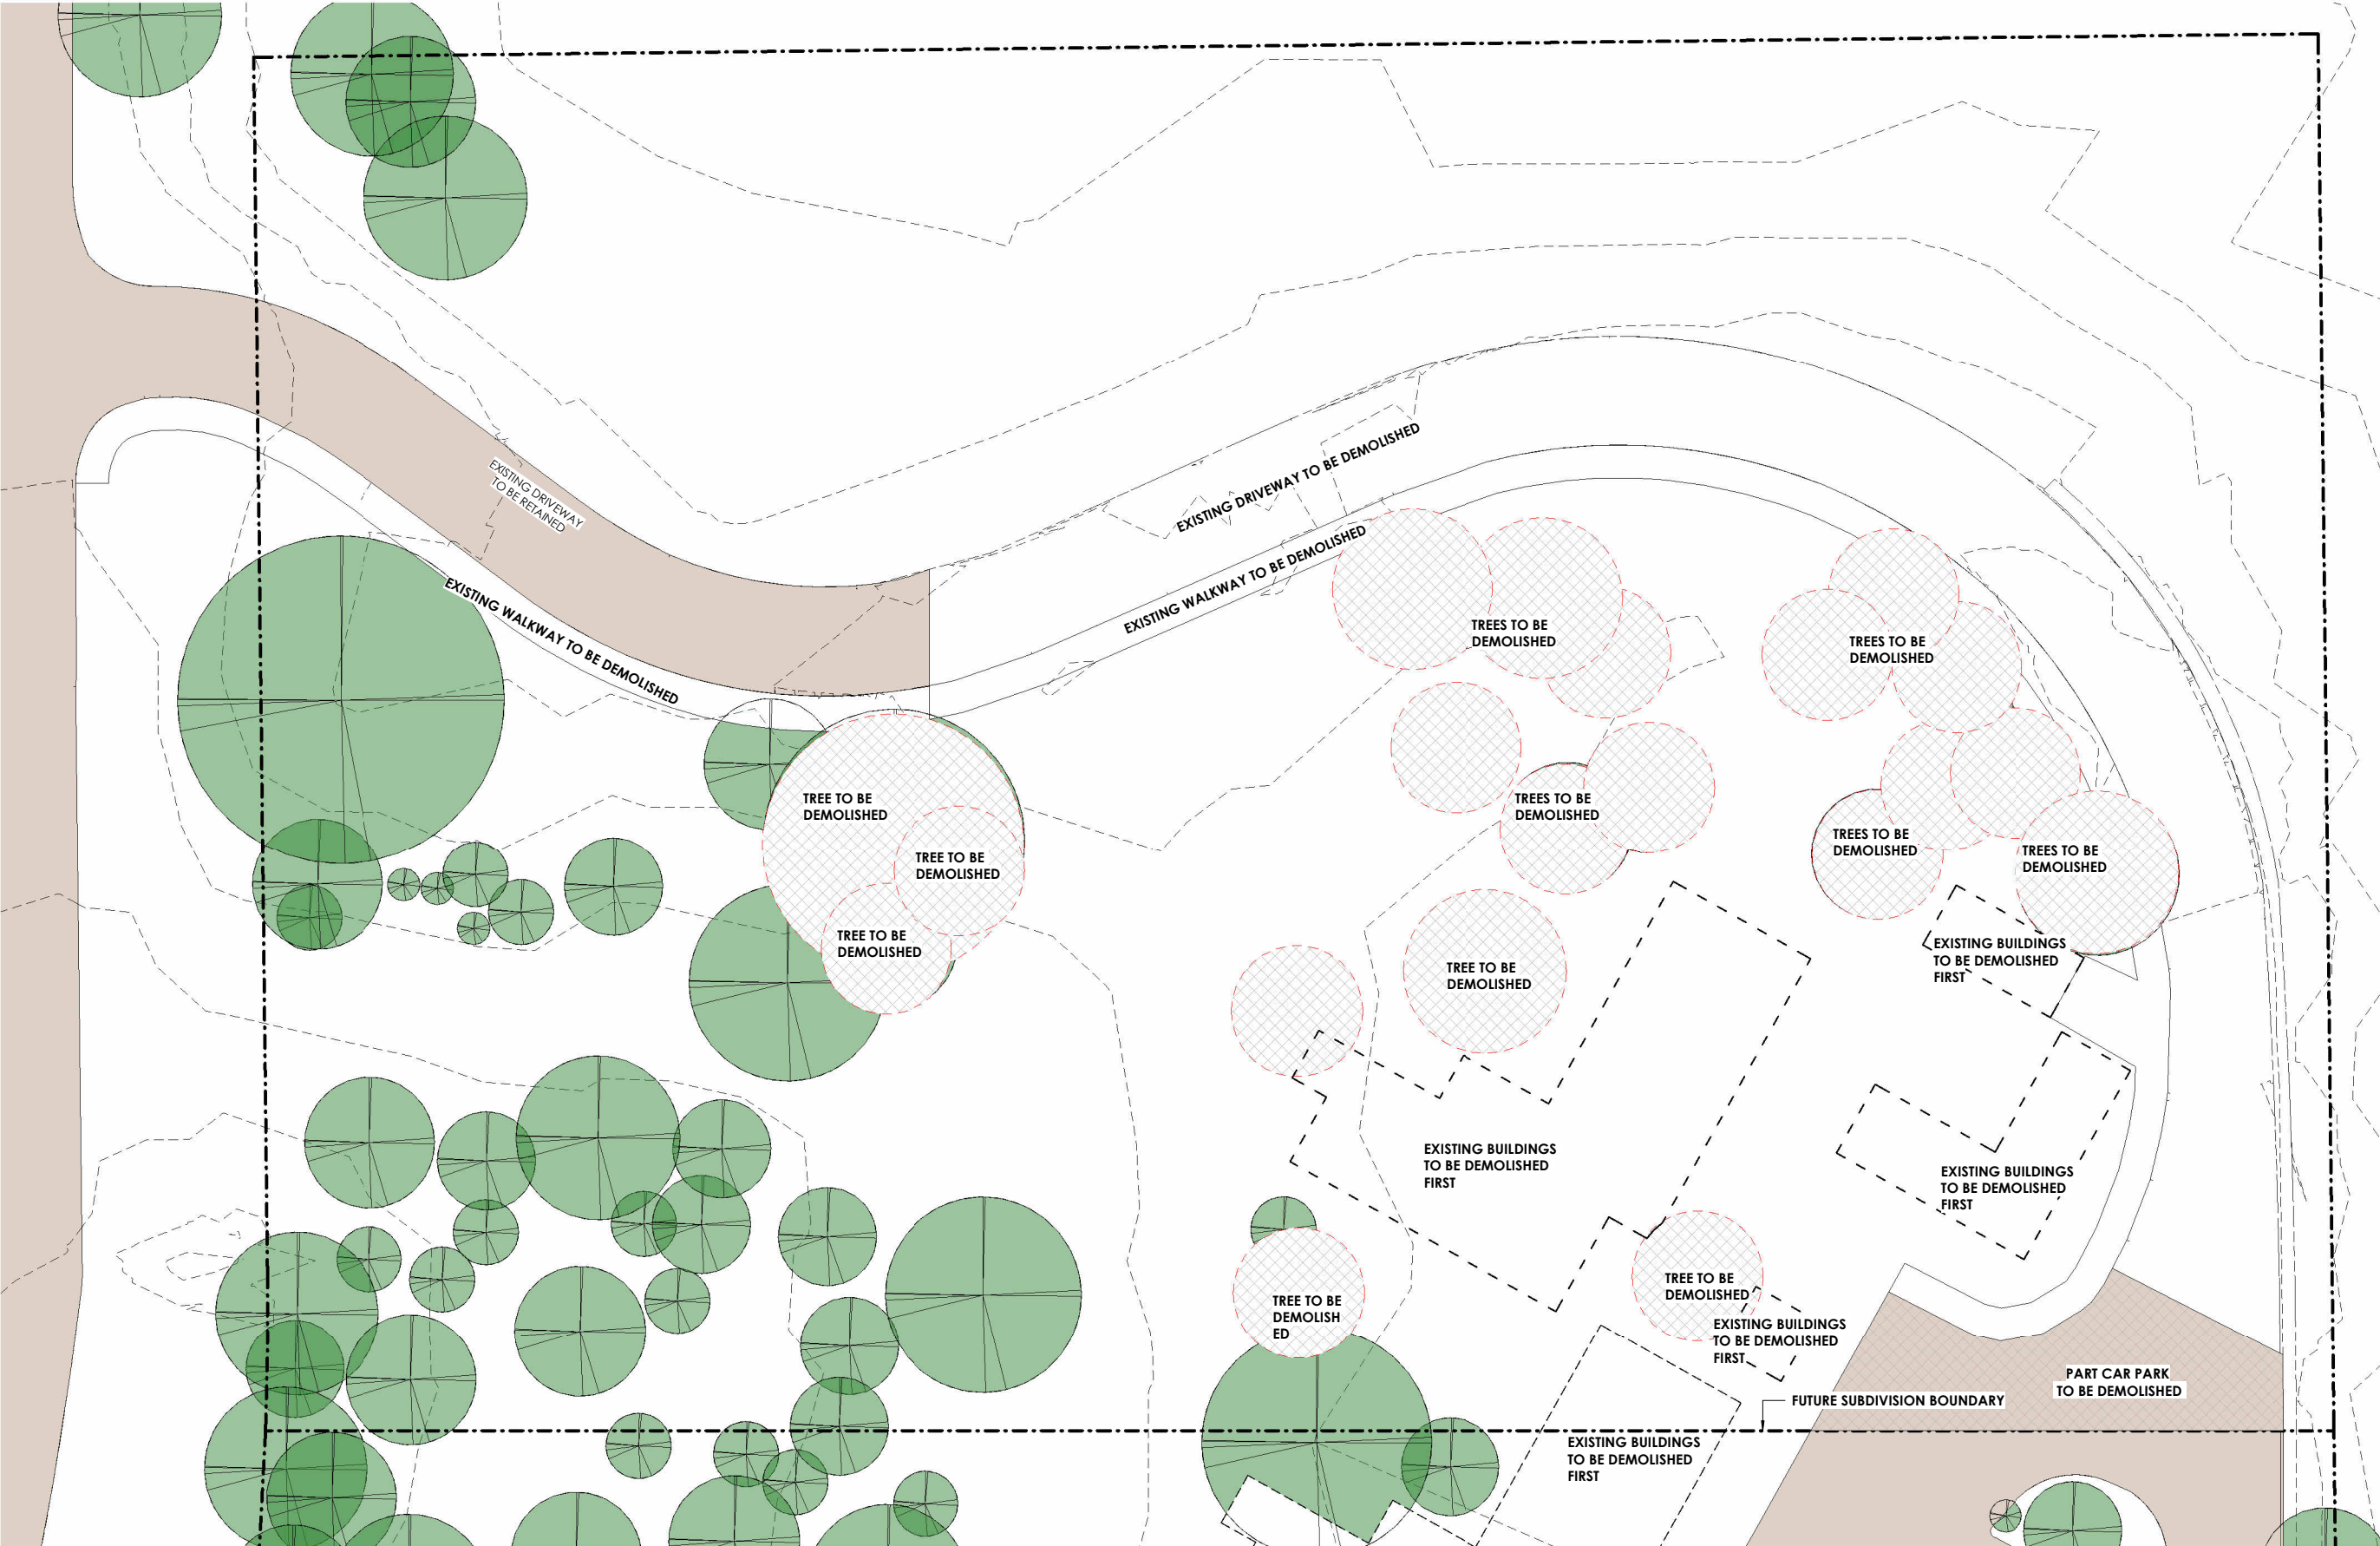 EXISTING DRIVEWAY
TO BE RETAINED
EXISTING DRIVEWAY TO BE DEMOLISHED
EXISTING WALKWAY TO BE DEMOLISHED
EXISTING WALKWAY TO BE DEMOLISHED
TREES TO BE
DEMOLISHED
TREES TO BE
DEMOLISHED
TREE TO BE
DEMOLISHED
TREES TO BE
DEMOLISHED
TREES TO BE
DEMOLISHED
TREES TO BE
DEMOLISHED
TREE TO BE
DEMOLISHED
TREE TO BE
DEMOLISHED
TREE TO BE
DEMOLISHED
EXISTING BUILDINGS
TO BE DEMOLISHED
FIRST
EXISTING BUILDINGS
TO BE DEMOLISHED
FIRST
EXISTING BUILDINGS
TO BE DEMOLISHED
FIRST
TREE TO BE
DEMOLISH
ED
TREE TO BE
DEMOLISHED
EXISTING BUILDINGS
TO BE DEMOLISHED
FIRST
PART CAR PARK
TO BE DEMOLISHED
FUTURE SUBDIVISION BOUNDARY
EXISTING BUILDINGS
TO BE DEMOLISHED
FIRST